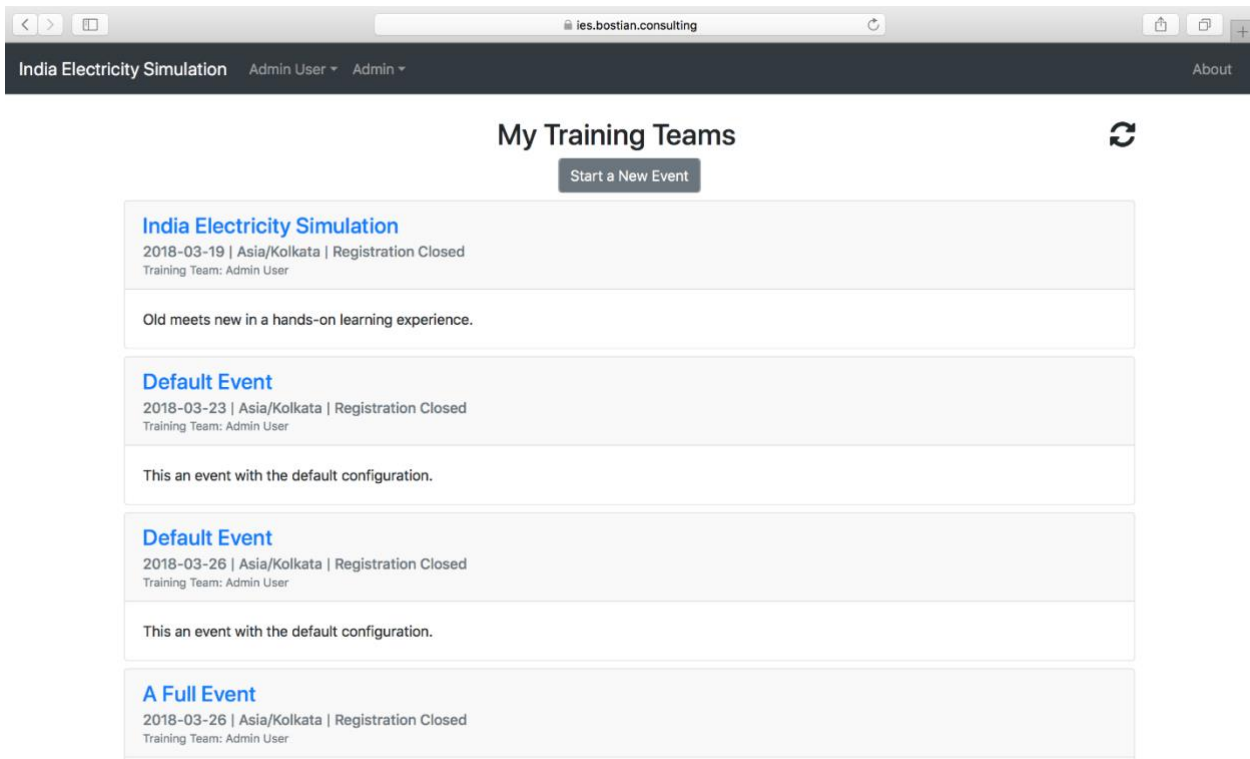 ies.bostian.consulting
India Electricity Simulation Admin User Admin About
My Training Teams
Start a New Event
India Electricity Simulation
2018-03-19 | Asia/Kolkata | Registration Closed
Training Team: Admin User
Old meets new in a hands-on learning experience.
Default Event
2018-03-23 | Asia/Kolkata | Registration Closed
Training Team: Admin User
This an event with the default configuration.
Default Event
2018-03-26 | Asia/Kolkata | Registration Closed
Training Team: Admin User
This an event with the default configuration.
A Full Event
2018-03-26 | Asia/Kolkata | Registration Closed
Training Team: Admin User